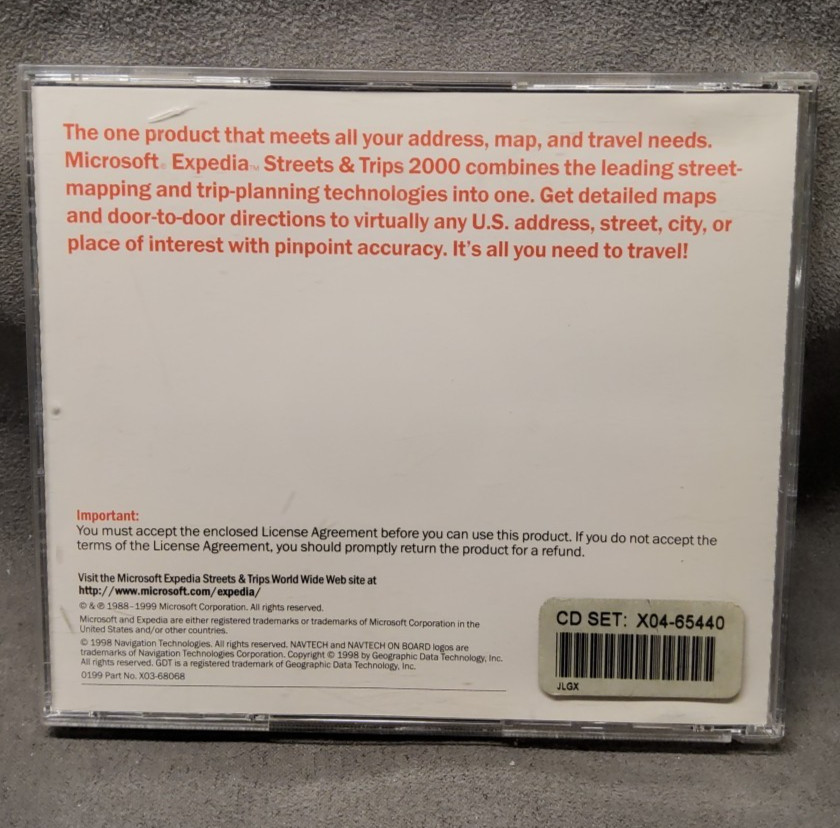 The one product that meets all your address, map, and travel needs.
Microsoft® Expedia™ Streets & Trips 2000 combines the leading street-
mapping and trip-planning technologies into one. Get detailed maps
and door-to-door directions to virtually any U.S. address, street, city, or
place of interest with pinpoint accuracy. It's all you need to travel!
Important:
You must accept the enclosed License Agreement before you can use this product. If you do not accept the
terms of the License Agreement, you should promptly return the product for a refund.
Visit the Microsoft Expedia Streets & Trips World Wide Web site at
http://www.microsoft.com/expedia/
© & ℗ 1988-1999 Microsoft Corporation. All rights reserved.
Microsoft and Expedia are either registered trademarks or trademarks of Microsoft Corporation in the
United States and/or other countries.
© 1998 Navigation Technologies. All rights reserved. NAVTECH and NAVTECH ON BOARD logos are
trademarks of Navigation Technologies Corporation. Copyright © 1998 by Geographic Data Technology, Inc.
All rights reserved. GDT is a registered trademark of Geographic Data Technology, Inc.
0199 Part No. X03-68068
CD SET: X04-65440
JLGX